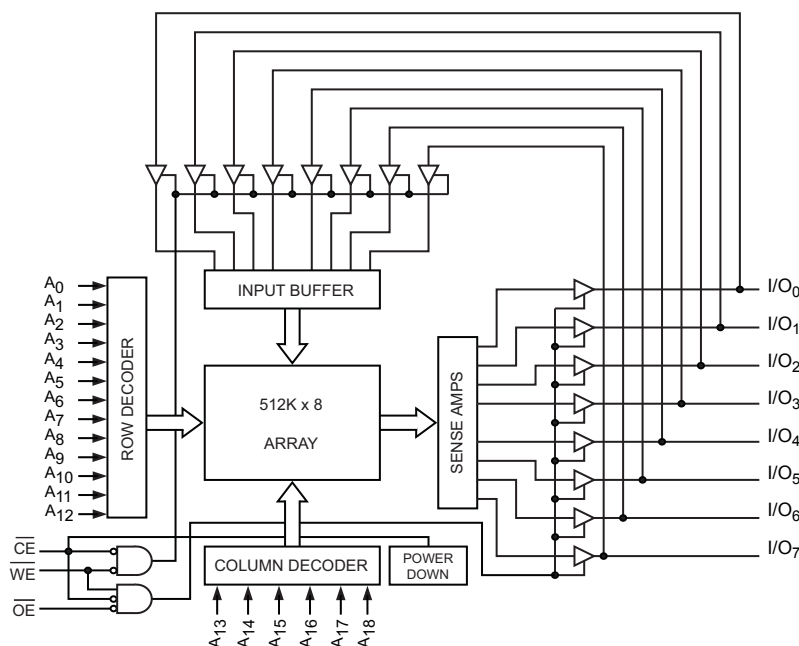 INPUT BUFFER
A0
A1
A2
A3
A4
A5
A6
A7
A8
A9
A10
A11
A12
ROW DECODER
512K x 8
ARRAY
SENSE AMPS
I/O0
I/O1
I/O2
I/O3
I/O4
I/O5
I/O6
I/O7
CE
WE
OE
COLUMN DECODER
POWER
DOWN
A13
A14
A15
A16
A17
A18